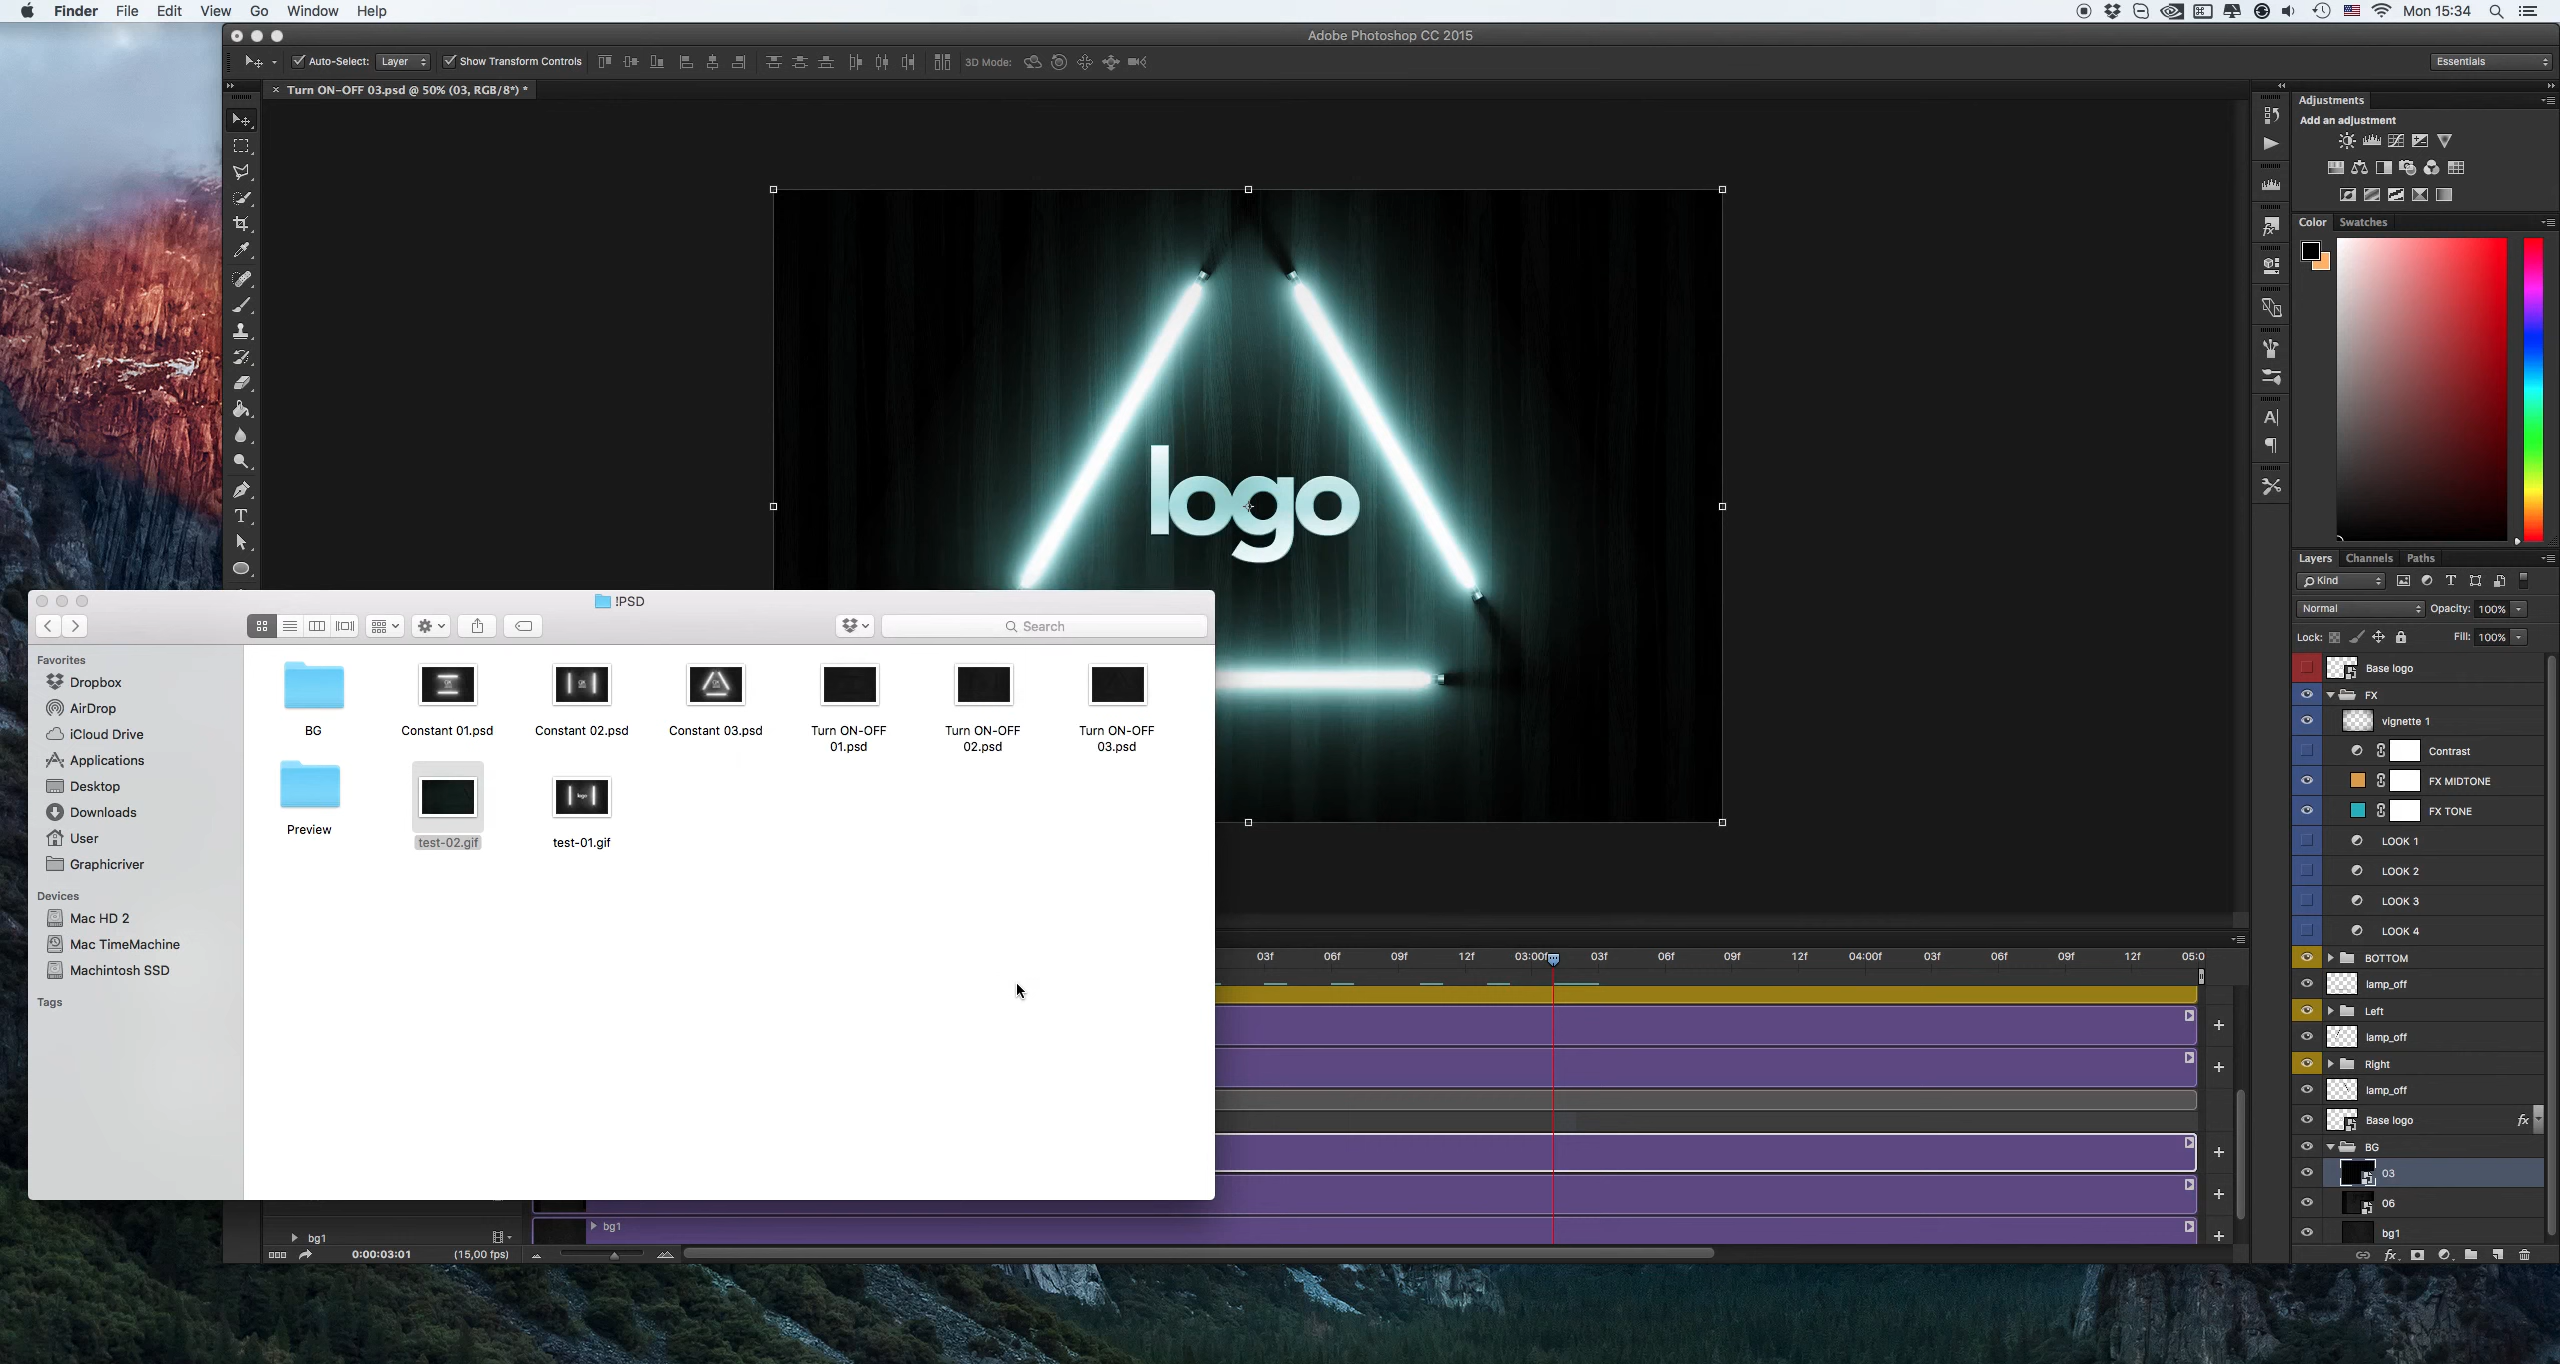 Finder File Edit View Go Window Help
Mon 15:34
Adobe Photoshop CC 2015
Auto-Select: Layer Show Transform Controls 3D Mode: Essentials
Turn ON-OFF 03.psd @ 50% (03, RGB/8*) *
Adjustments
Add an adjustment
Color Swatches
logo
Layers Channels Paths
Kind
Normal Opacity: 100%
Lock: Fill: 100%
Base logo
FX
vignette 1
Contrast
FX MIDTONE
FX TONE
LOOK 1
LOOK 2
LOOK 3
LOOK 4
BOTTOM
lamp_off
Left
lamp_off
Right
lamp_off
Base logo fx
BG
03
06
bg1
!PSD
Search
Favorites
Dropbox
AirDrop
iCloud Drive
Applications
Desktop
Downloads
User
Graphicriver
Devices
Mac HD 2
Mac TimeMachine
Machintosh SSD
Tags
BG
Constant 01.psd
Constant 02.psd
Constant 03.psd
Turn ON-OFF
01.psd
Turn ON-OFF
02.psd
Turn ON-OFF
03.psd
Preview
test-02.gif
test-01.gif
03f 06f 09f 12f 03:00f 03f 06f 09f 12f 04:00f 03f 06f 09f 12f 05:0
bg1
bg1
0:00:03:01 (15,00 fps)